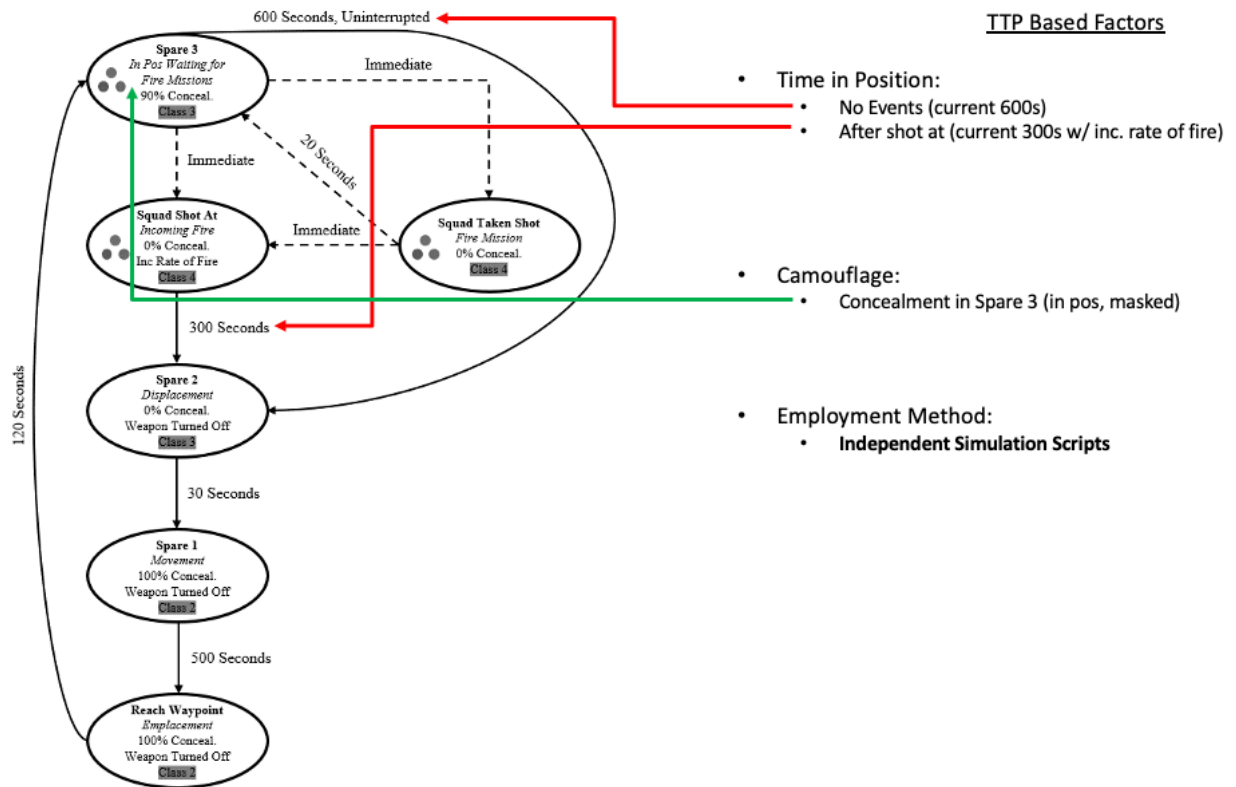 600 Seconds, Uninterrupted
TTP Based Factors
Spare 3
In Pos Waiting for
Fire Missions
90% Conceal.
Class 3
Immediate
• Time in Position:
• No Events (current 600s)
• After shot at (current 300s w/ inc. rate of fire)
20 Seconds
Immediate
Squad Shot At
Incoming Fire
0% Conceal.
Inc Rate of Fire
Class 4
Immediate
Squad Taken Shot
Fire Mission
0% Conceal.
Class 4
• Camouflage:
• Concealment in Spare 3 (in pos, masked)
300 Seconds
120 Seconds
Spare 2
Displacement
0% Conceal.
Weapon Turned Off
Class 3
• Employment Method:
• Independent Simulation Scripts
30 Seconds
Spare 1
Movement
100% Conceal.
Weapon Turned Off
Class 2
500 Seconds
Reach Waypoint
Emplacement
100% Conceal.
Weapon Turned Off
Class 2